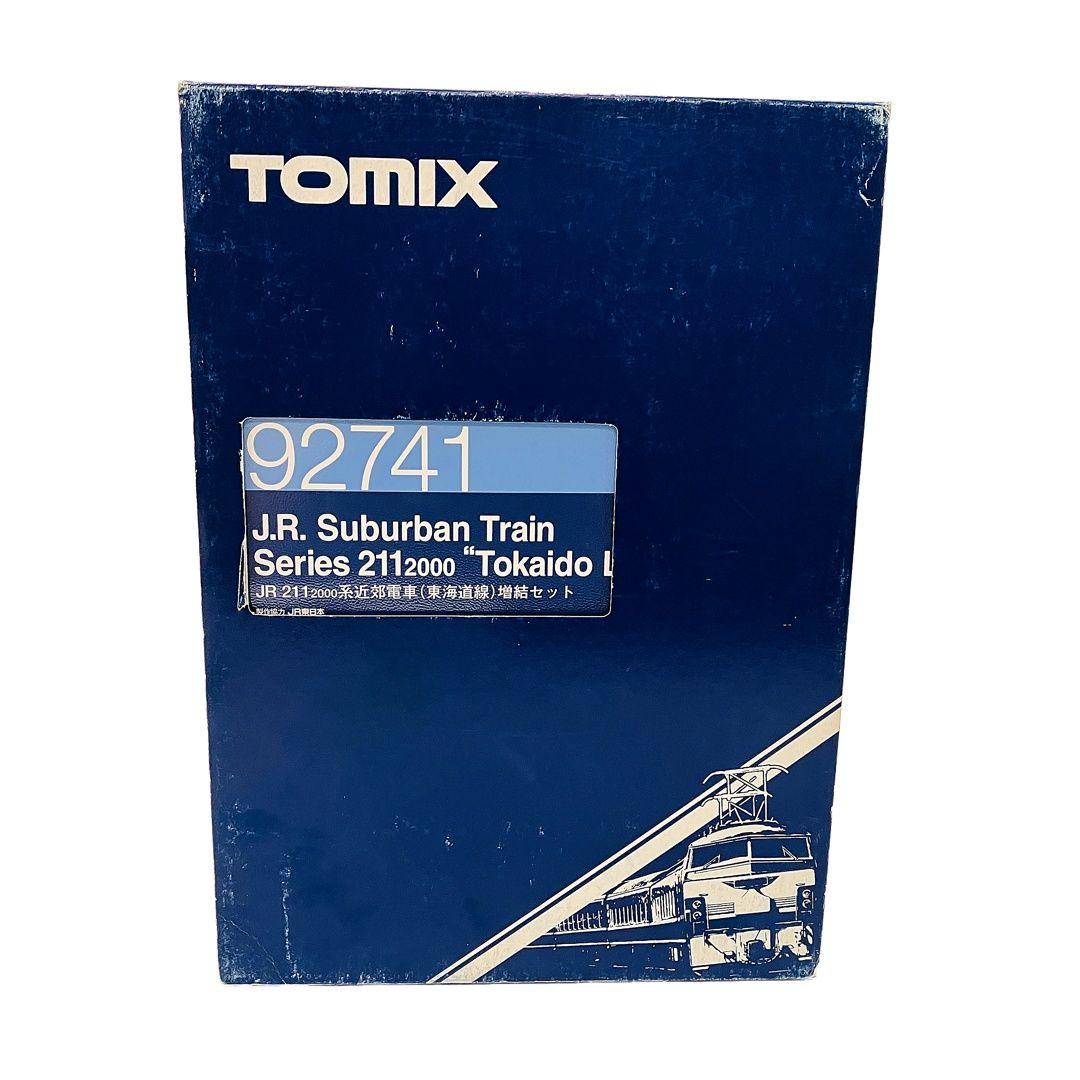 TOMIX
92741
J.R. Suburban Train
Series 2112000 “Tokaido L
JR 2112000系近郊電車(東海道線)増結セット
製作協力 JR東日本